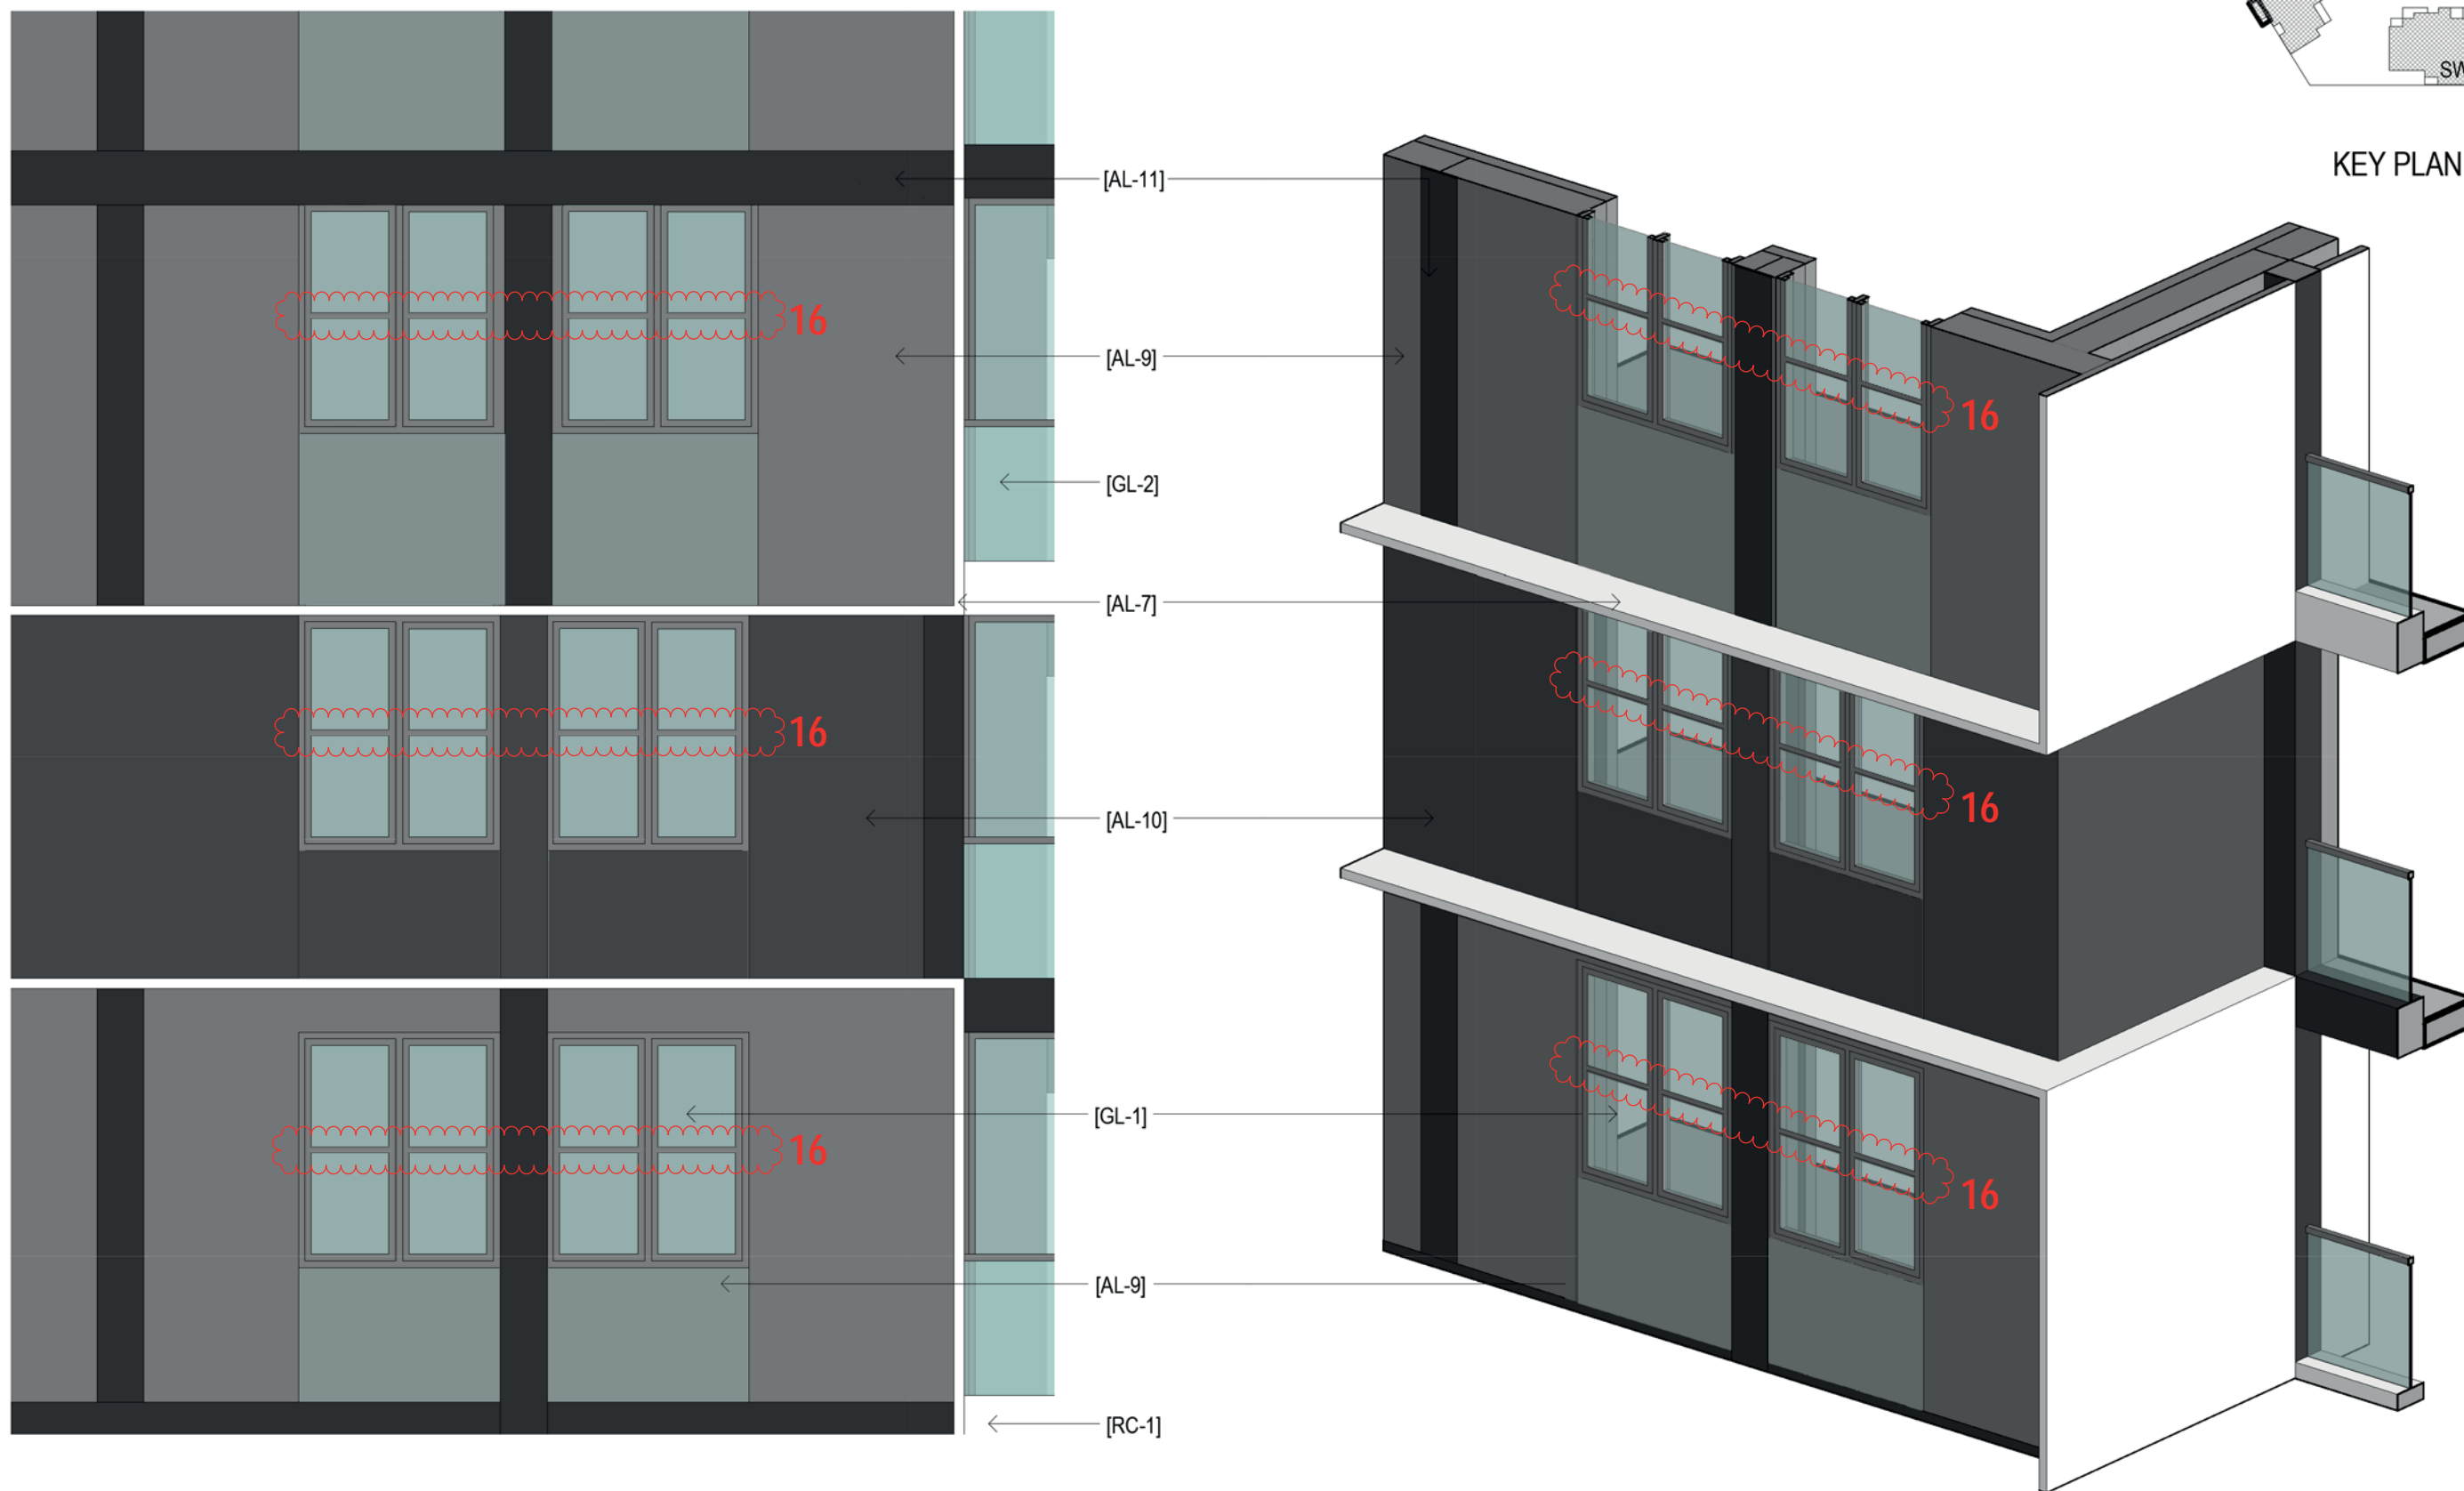 SW
KEY PLAN
[AL-11]
16
[AL-9]
16
[GL-2]
[AL-7]
16
16
[AL-10]
[GL-1]
16
16
[AL-9]
[RC-1]